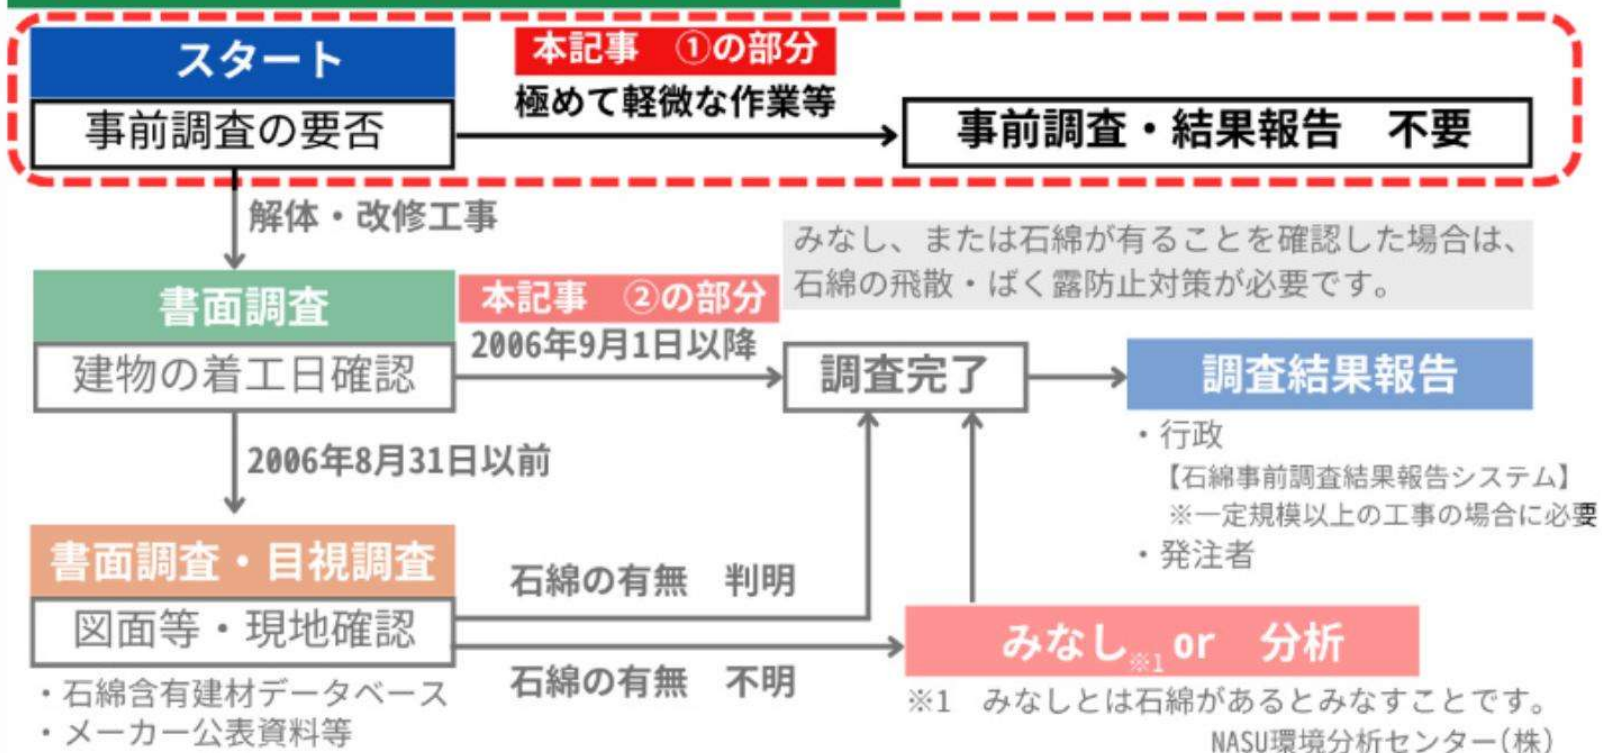 本記事　①の部分
スタート
極めて軽微な作業等
事前調査の要否
事前調査・結果報告　不要
解体・改修工事
みなし、または石綿が有ることを確認した場合は、
石綿の飛散・ばく露防止対策が必要です。
書面調査
本記事　②の部分
2006年9月1日以降
建物の着工日確認
調査完了
調査結果報告
・行政
【石綿事前調査結果報告システム】
※一定規模以上の工事の場合に必要
・発注者
2006年8月31日以前
書面調査・目視調査
石綿の有無　判明
図面等・現地確認
石綿の有無　不明
みなし※1 or　分析
・石綿含有建材データベース
・メーカー公表資料等
※1　みなしとは石綿があるとみなすことです。
NASU環境分析センター(株)